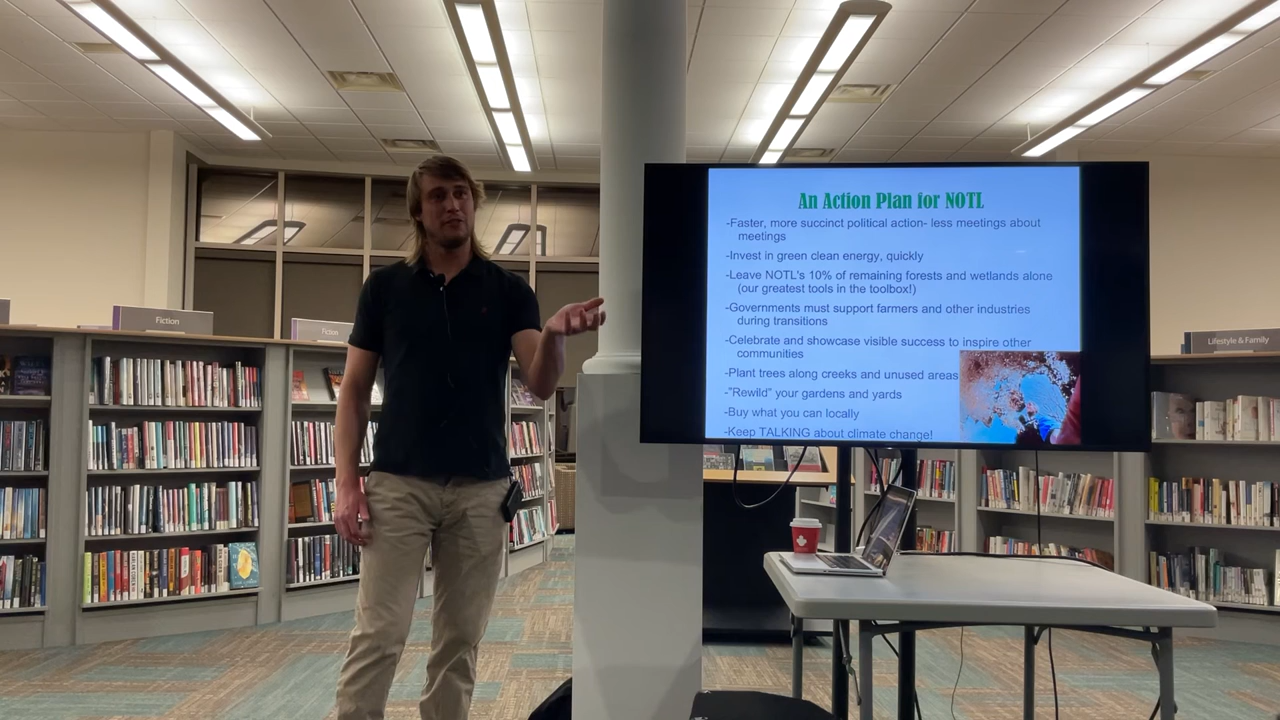 An Action Plan for NOTL
-Faster, more succinct political action- less meetings about
meetings
-Invest in green clean energy, quickly
-Leave NOTL's 10% of remaining forests and wetlands alone
(our greatest tools in the toolbox!)
-Governments must support farmers and other industries
during transitions
-Celebrate and showcase visible success to inspire other
communities
-Plant trees along creeks and unused areas
-"Rewild" your gardens and yards
-Buy what you can locally
-Keep TALKING about climate change!
Fiction
Fiction
Lifestyle & Family